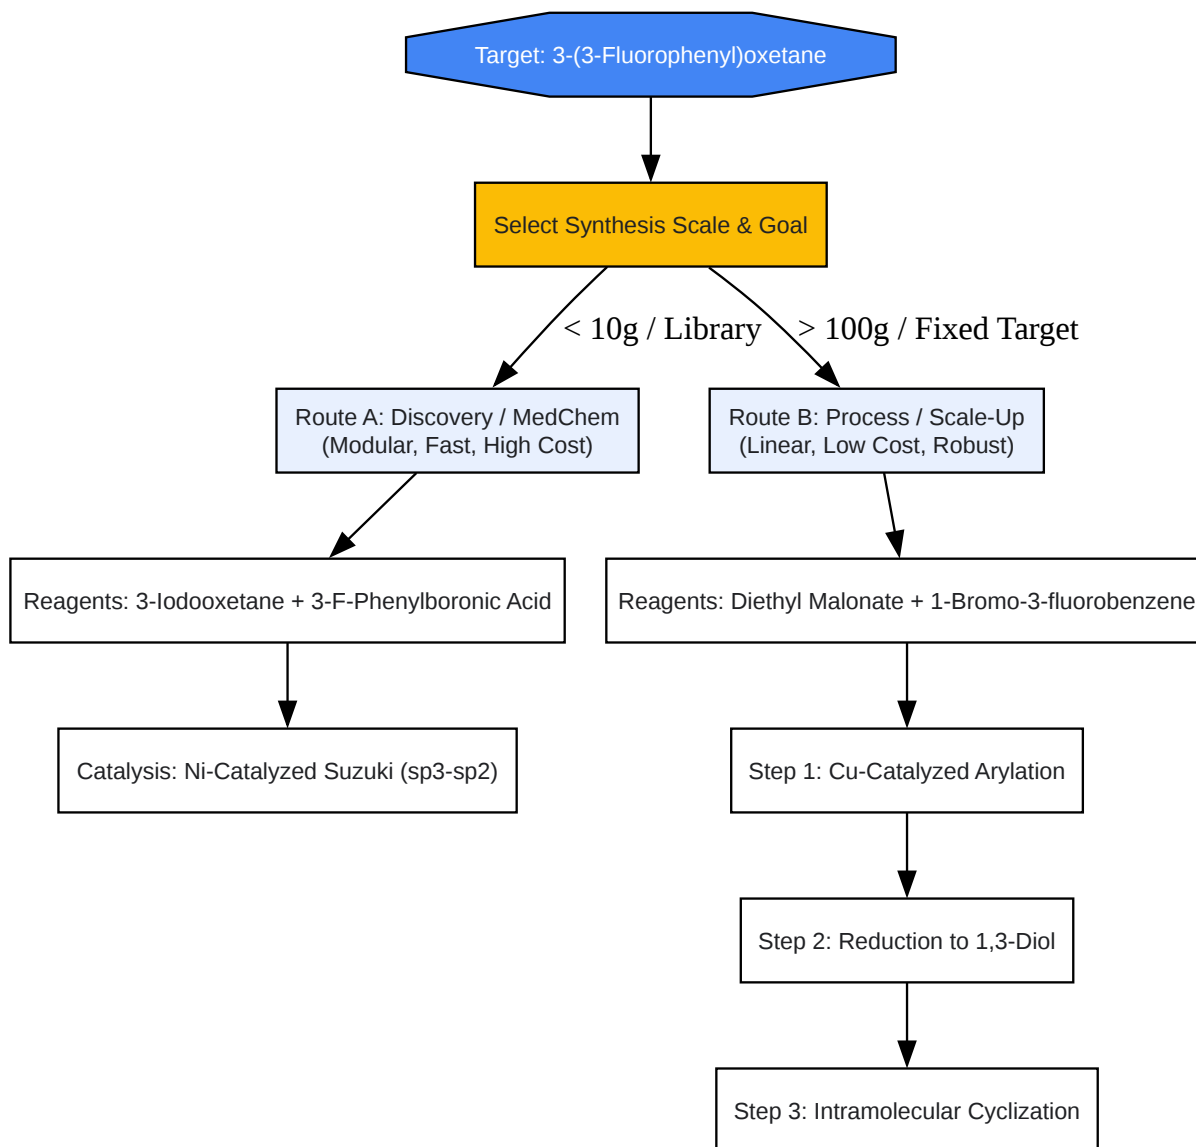 Target: 3-(3-Fluorophenyl)oxetane
Select Synthesis Scale & Goal
< 10g / Library
> 100g / Fixed Target
Route A: Discovery / MedChem
(Modular, Fast, High Cost)
Route B: Process / Scale-Up
(Linear, Low Cost, Robust)
Reagents: 3-Iodooxetane + 3-F-Phenylboronic Acid
Reagents: Diethyl Malonate + 1-Bromo-3-fluorobenzene
Catalysis: Ni-Catalyzed Suzuki (sp3-sp2)
Step 1: Cu-Catalyzed Arylation
Step 2: Reduction to 1,3-Diol
Step 3: Intramolecular Cyclization